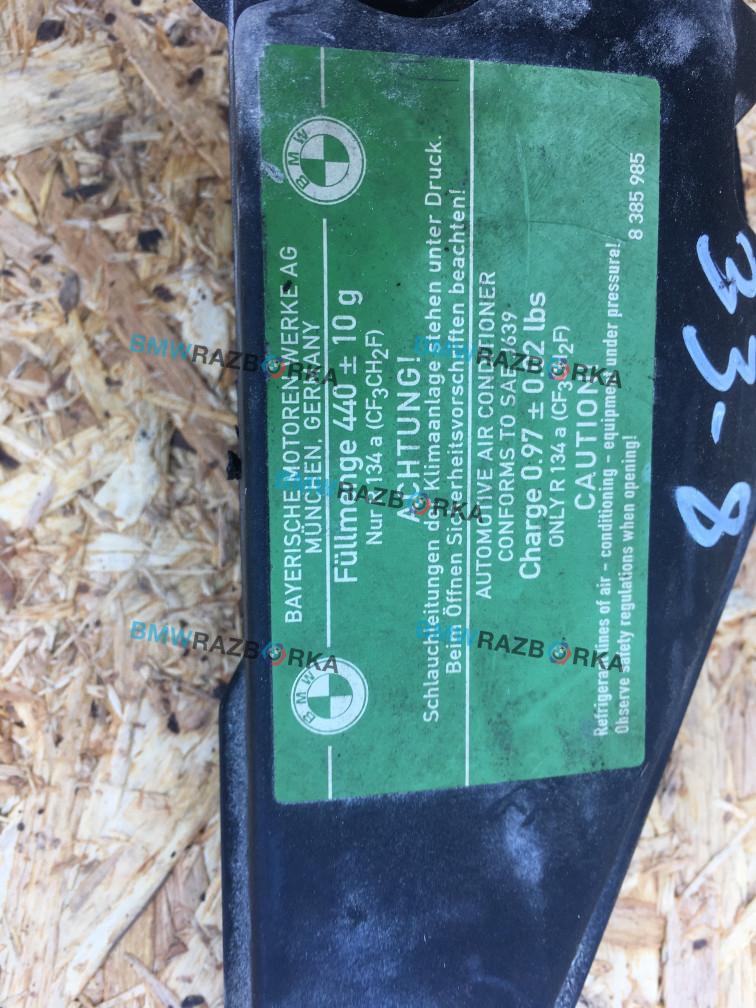 BAYERISCHE MOTOREN WERKE AG
MÜNCHEN, GERMANY
BMW
BMW
Füllmenge 440 ± 10 g
Nur R 134 a (CF3CH2F)
ACHTUNG!
Schlauchleitungen der Klimaanlage stehen unter Druck.
Beim Öffnen Sicherheitsvorschriften beachten!
AUTOMOTIVE AIR CONDITIONER
CONFORMS TO SAE J639
Charge 0.97 ± 0.02 lbs
ONLY R 134 a (CF3CH2F)
CAUTION
Refrigerant lines of air - conditioning - equipment under pressure!
Observe safety regulations when opening!
8 385 985
33-8
BMWRAZBORKA
BMWRAZBORKA
BMWRAZBORKA
BMWRAZBORKA
BMWRAZBORKA